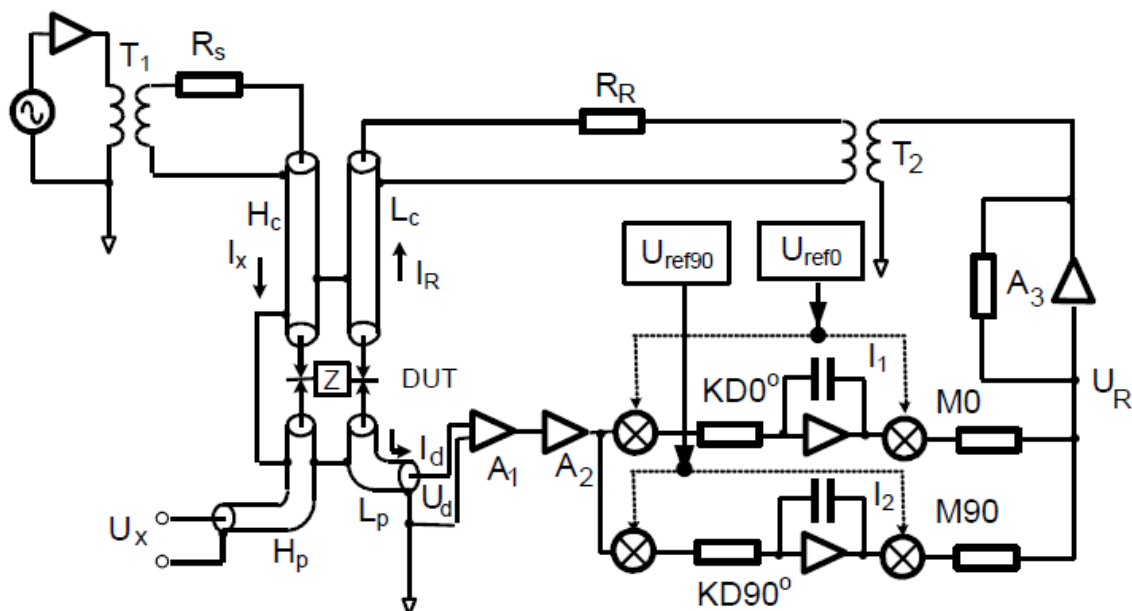 T1
Rs
RR
T2
Hc
Lc
Ix
IR
Uref90
Uref0
A3
Z
DUT
KD0°
I1
M0
UR
Id
A1
A2
Ud
Lp
Ux
Hp
I2
M90
KD90°